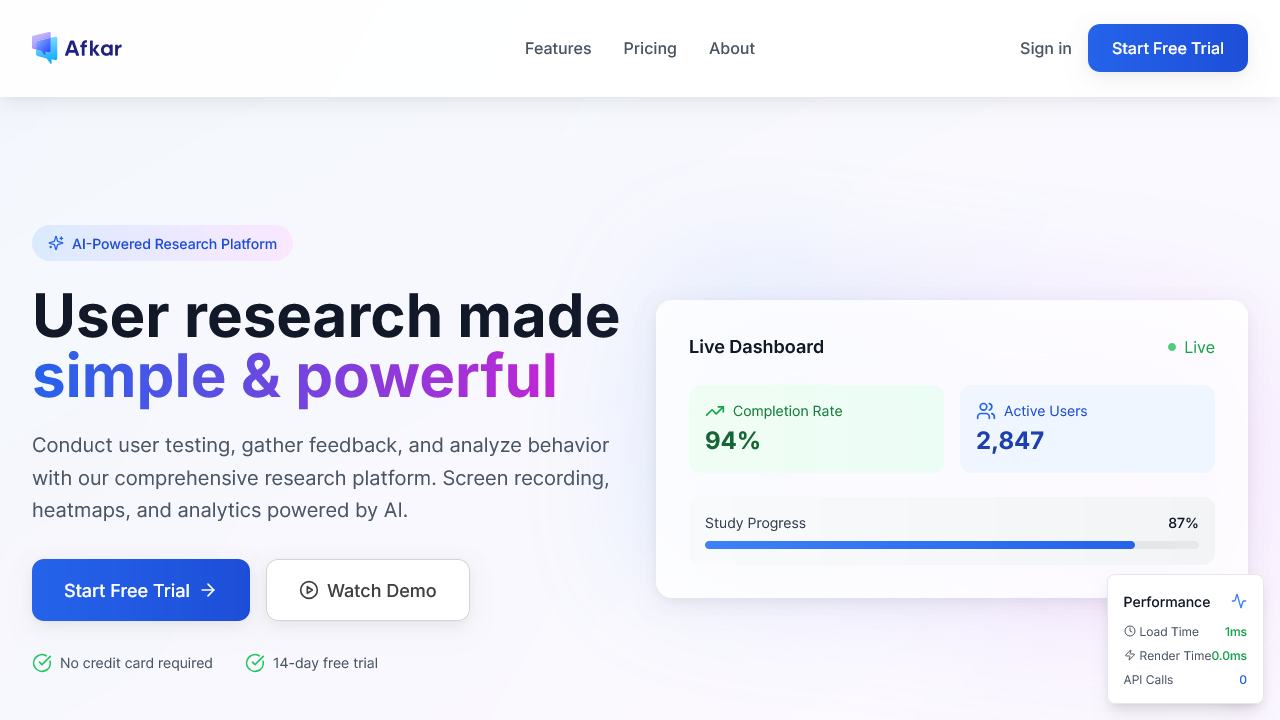 Afkar
Features
Pricing
About
Sign in
Start Free Trial
AI-Powered Research Platform
User research made
simple & powerful
Conduct user testing, gather feedback, and analyze behavior
with our comprehensive research platform. Screen recording,
heatmaps, and analytics powered by AI.
Start Free Trial
Watch Demo
No credit card required
14-day free trial
Live Dashboard
Live
Completion Rate
94%
Active Users
2,847
Study Progress
87%
Performance
Load Time 1ms
Render Time 0.0ms
API Calls 0